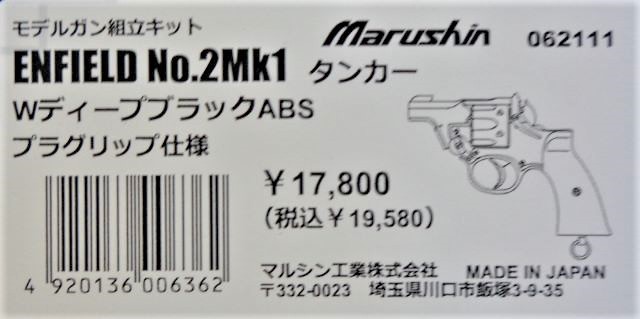 モデルガン組立キット
Marushin 062111
ENFIELD No.2Mk1 タンカー
WディープブラックABS
プラグリップ仕様
￥17,800
(税込￥19,580)
4 920136 006362
マルシン工業株式会社 MADE IN JAPAN
〒332-0023 埼玉県川口市飯塚3-9-35